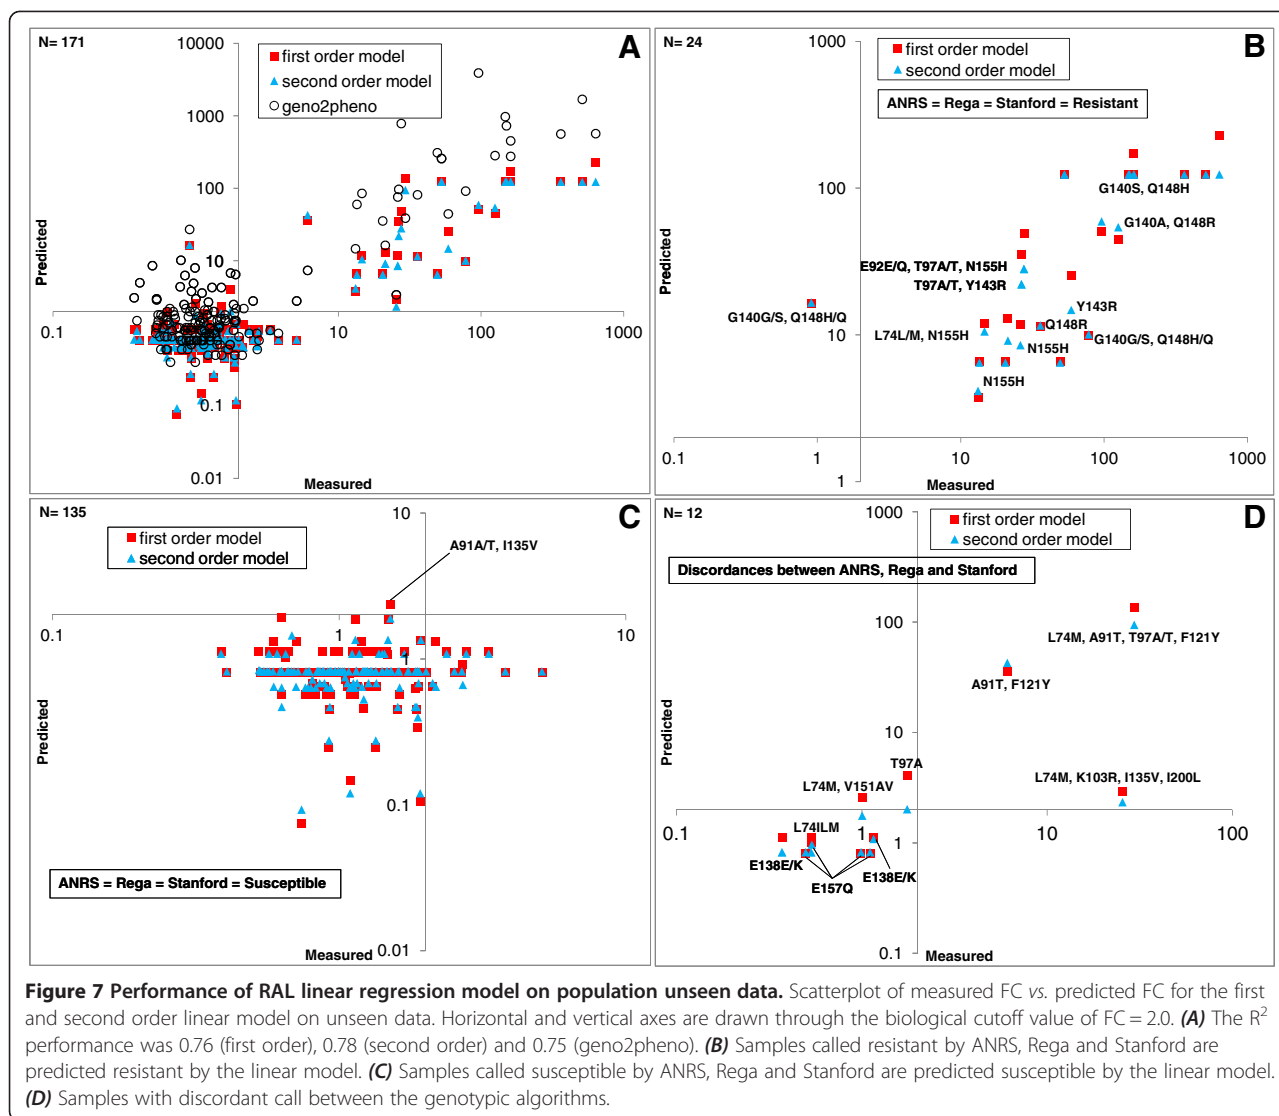 N= 171
A
first order model
second order model
geno2pheno
10000
1000
100
10
0.1
0.01
0.1
10
100
1000
Predicted
Measured
N= 24
B
first order model
second order model
ANRS = Rega = Stanford = Resistant
1000
100
10
1
0.1
1
10
100
1000
Predicted
Measured
G140S, Q148H
G140A, Q148R
E92E/Q, T97A/T, N155H
T97A/T, Y143R
Y143R
G140G/S, Q148H/Q
Q148R
L74L/M, N155H
N155H
G140G/S, Q148H/Q
N155H
N= 135
C
first order model
second order model
A91A/T, I135V
10
1
0.1
0.01
0.1
1
10
Predicted
Measured
ANRS = Rega = Stanford = Susceptible
N= 12
D
first order model
second order model
Discordances between ANRS, Rega and Stanford
1000
100
10
1
0.1
0.1
1
10
100
Predicted
Measured
L74M, A91T, T97A/T, F121Y
A91T, F121Y
T97A
L74M, V151AV
L74M, K103R, I135V, I200L
L74ILM
E138E/K
E157Q
E138E/K
Figure 7 Performance of RAL linear regression model on population unseen data. Scatterplot of measured FC vs. predicted FC for the first
and second order linear model on unseen data. Horizontal and vertical axes are drawn through the biological cutoff value of FC = 2.0. (A) The R²
performance was 0.76 (first order), 0.78 (second order) and 0.75 (geno2pheno). (B) Samples called resistant by ANRS, Rega and Stanford are
predicted resistant by the linear model. (C) Samples called susceptible by ANRS, Rega and Stanford are predicted susceptible by the linear model.
(D) Samples with discordant call between the genotypic algorithms.